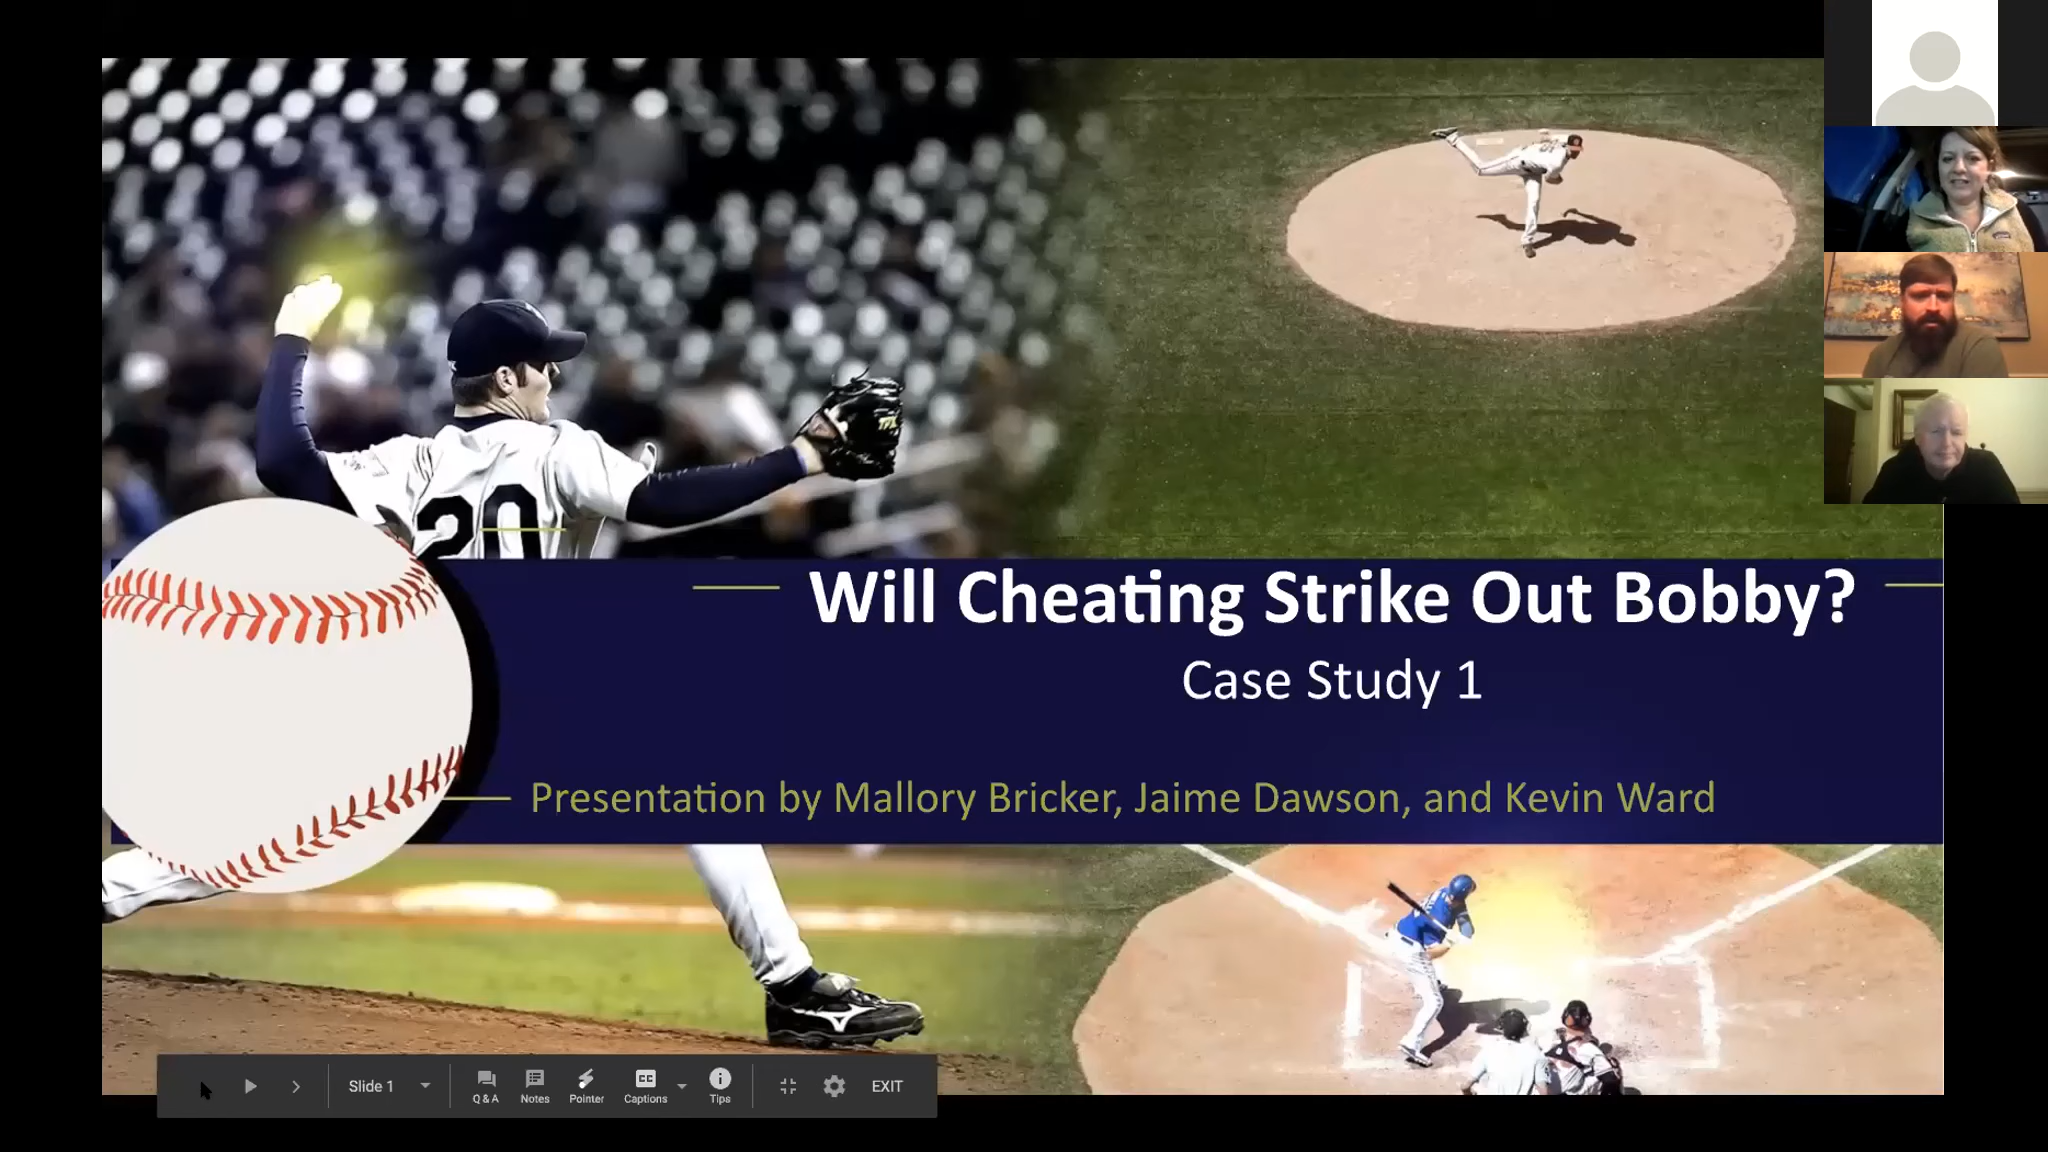 20
Will Cheating Strike Out Bobby?
Case Study 1
Presentation by Mallory Bricker, Jaime Dawson, and Kevin Ward
Slide 1
Q & A
Notes
Pointer
CC
Captions
Tips
EXIT